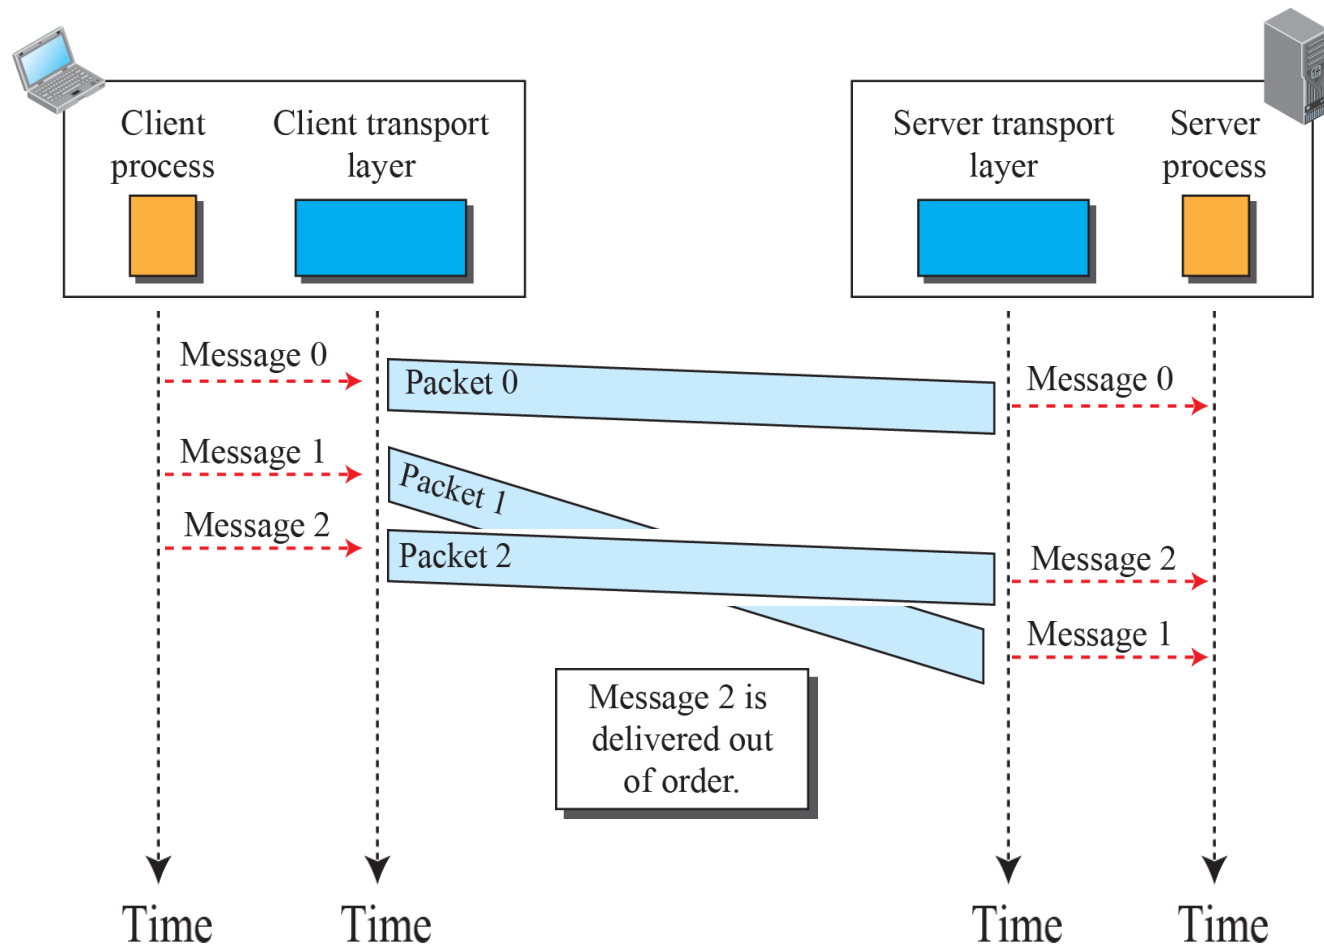 Client
process
Client transport
layer
Server transport
layer
Server
process
Message 0
Packet 0
Message 0
Message 1
Packet 1
Message 2
Packet 2
Message 2
Message 1
Message 2 is
delivered out
of order.
Time
Time
Time
Time